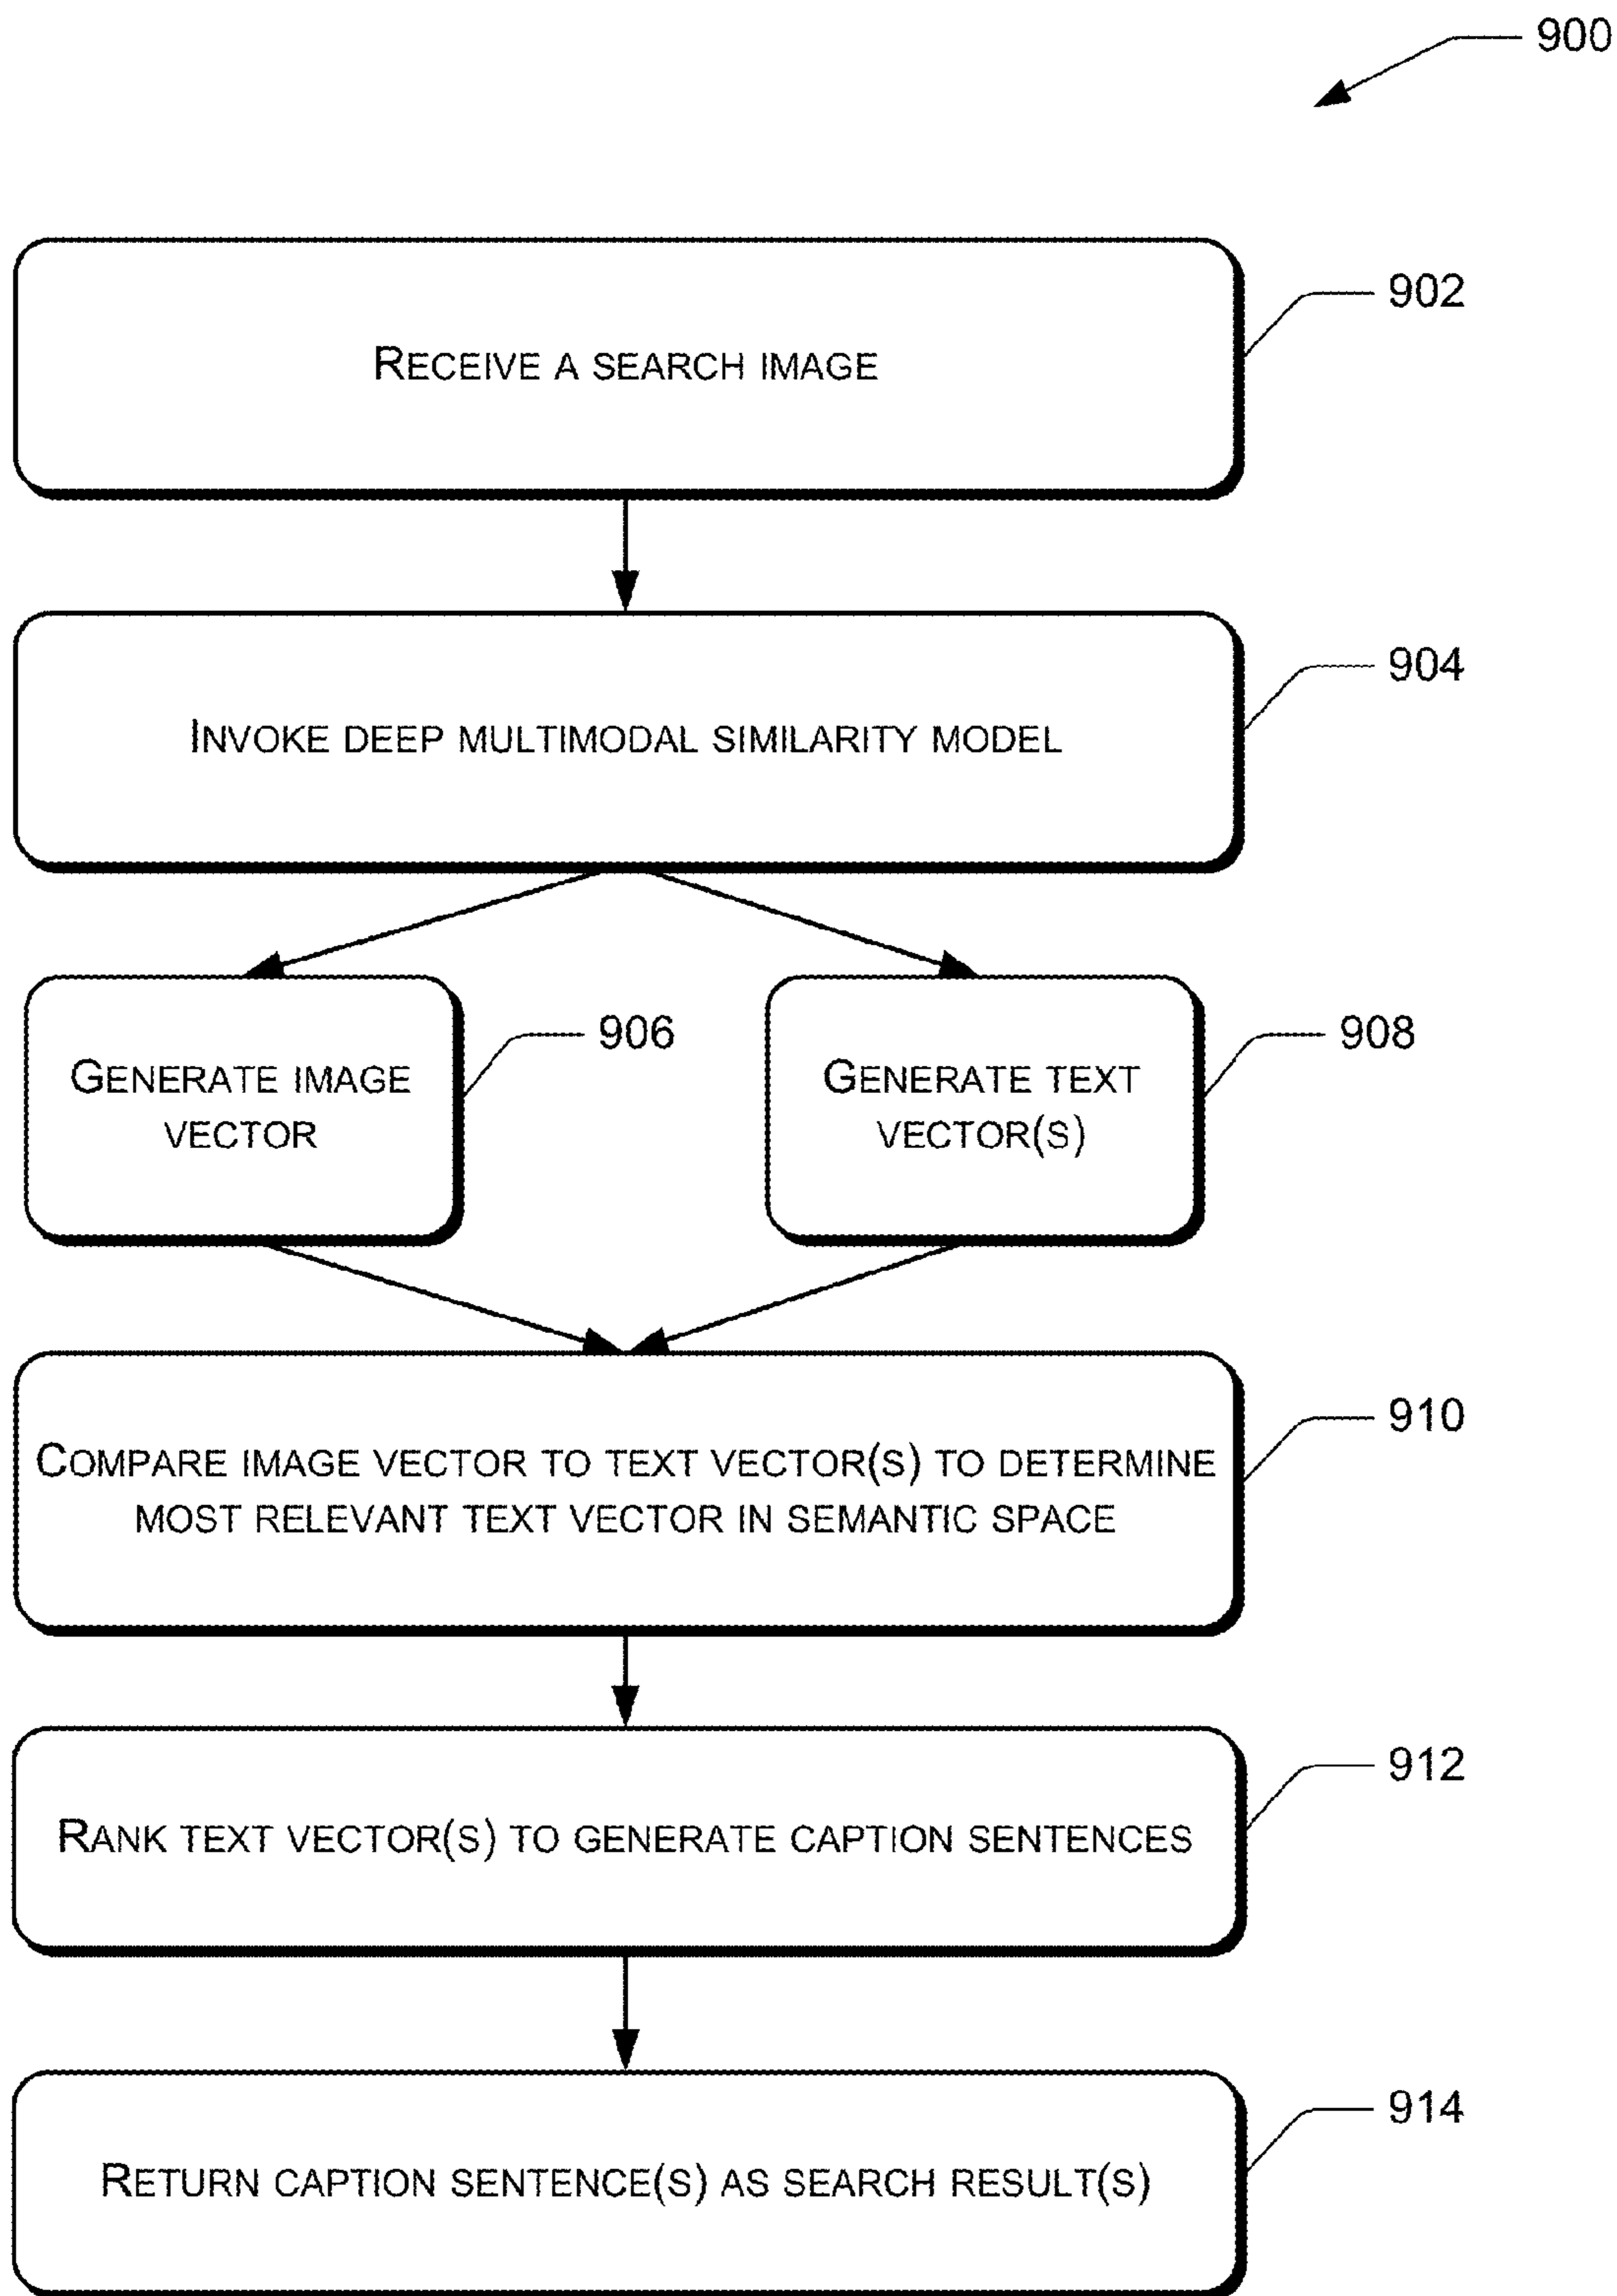 900
RECEIVE A SEARCH IMAGE
902
INVOKE DEEP MULTIMODAL SIMILARITY MODEL
904
GENERATE IMAGE
VECTOR
906
GENERATE TEXT
VECTOR(S)
908
COMPARE IMAGE VECTOR TO TEXT VECTOR(S) TO DETERMINE
MOST RELEVANT TEXT VECTOR IN SEMANTIC SPACE
910
RANK TEXT VECTOR(S) TO GENERATE CAPTION SENTENCES
912
RETURN CAPTION SENTENCE(S) AS SEARCH RESULT(S)
914